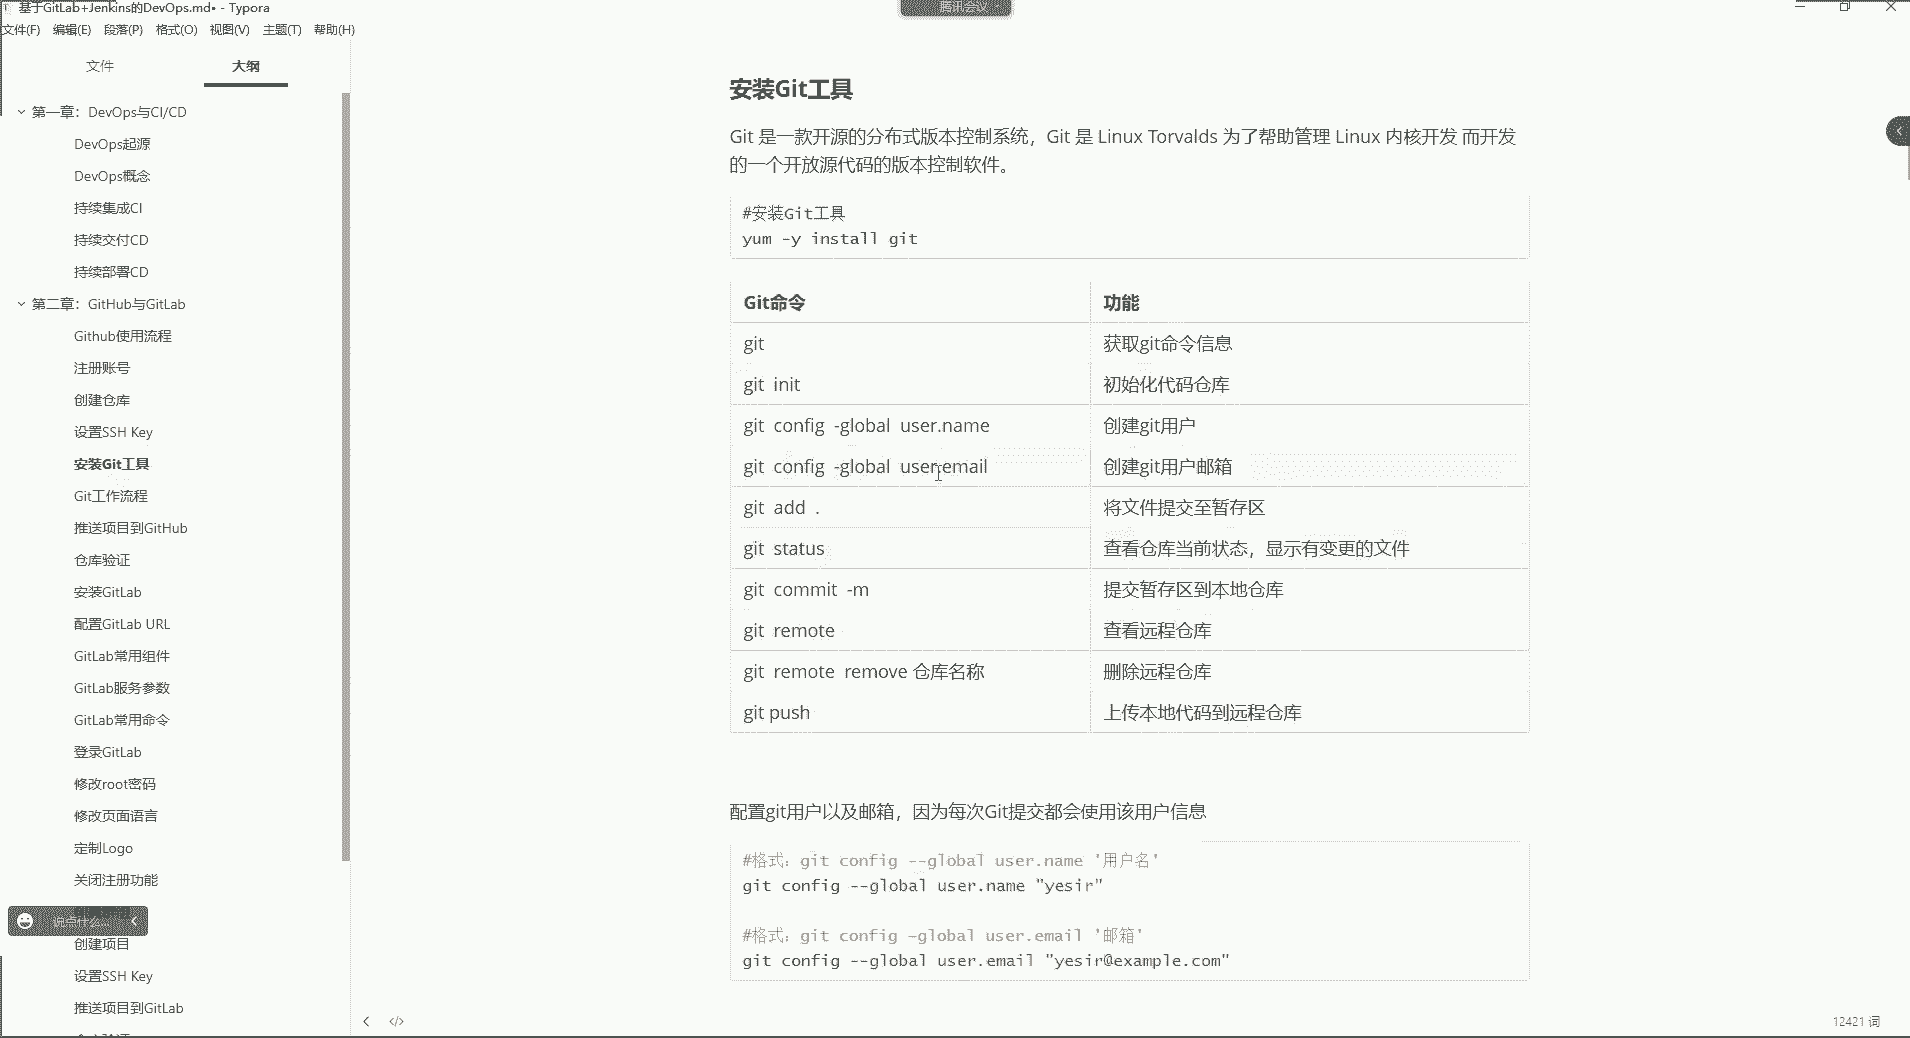 基于GitLab+Jenkins的DevOps.md• - Typora
腾讯会议
文件(F) 编辑(E) 段落(P) 格式(O) 视图(V) 主题(T) 帮助(H)
文件 大纲
第一章：DevOps与CI/CD
DevOps起源
DevOps概念
持续集成CI
持续交付CD
持续部署CD
第二章：GitHub与GitLab
Github使用流程
注册账号
创建仓库
设置SSH Key
安装Git工具
Git工作流程
推送项目到GitHub
仓库验证
安装GitLab
配置GitLab URL
GitLab常用组件
GitLab服务参数
GitLab常用命令
登录GitLab
修改root密码
修改页面语言
定制Logo
关闭注册功能
说点什么...
创建项目
设置SSH Key
推送项目到GitLab
安装Git工具
Git 是一款开源的分布式版本控制系统，Git 是 Linux Torvalds 为了帮助管理 Linux 内核开发 而开发
的一个开放源代码的版本控制软件。
#安装Git工具
yum -y install git
Git命令 功能
git 获取git命令信息
git init 初始化代码仓库
git config -global user.name 创建git用户
git config -global user.email 创建git用户邮箱
git add . 将文件提交至暂存区
git status 查看仓库当前状态，显示有变更的文件
git commit -m 提交暂存区到本地仓库
git remote 查看远程仓库
git remote remove 仓库名称 删除远程仓库
git push 上传本地代码到远程仓库
配置git用户以及邮箱，因为每次Git提交都会使用该用户信息
#格式：git config --global user.name '用户名'
git config --global user.name "yesir"
#格式：git config -global user.email '邮箱'
git config --global user.email "yesir@example.com"
12421 词